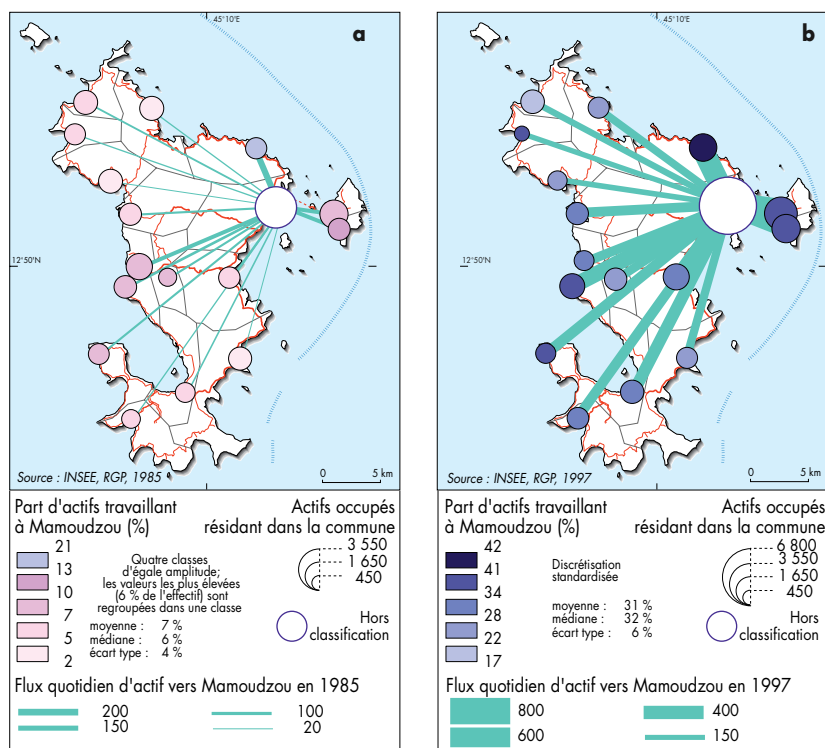 45°10'E
a
12°50'N
Source : INSEE, RGP, 1985
0 5 km
Part d'actifs travaillant
à Mamoudzou (%)
21
13
10
7
5
2
Quatre classes
d'égale amplitude;
les valeurs les plus élevées
(6 % de l'effectif) sont
regroupées dans une classe
moyenne : 7 %
médiane : 6 %
écart type : 4 %
Actifs occupés
résidant dans la commune
3 550
1 650
450
Hors
classification
Flux quotidien d'actif vers Mamoudzou en 1985
200
150
100
20
45°10'E
b
12°50'N
Source : INSEE, RGP, 1997
0 5 km
Part d'actifs travaillant
à Mamoudzou (%)
42
41
34
28
22
17
Discrétisation
standardisée
moyenne : 31 %
médiane : 32 %
écart type : 6 %
Actifs occupés
résidant dans la commune
6 800
3 550
1 650
450
Hors
classification
Flux quotidien d'actif vers Mamoudzou en 1997
800
600
400
150